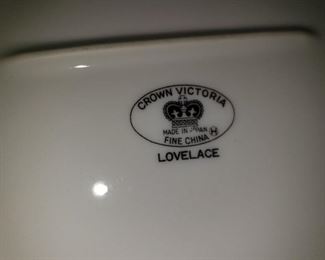 CROWN VICTORIA
MADE IN JAPAN H
FINE CHINA
LOVELACE